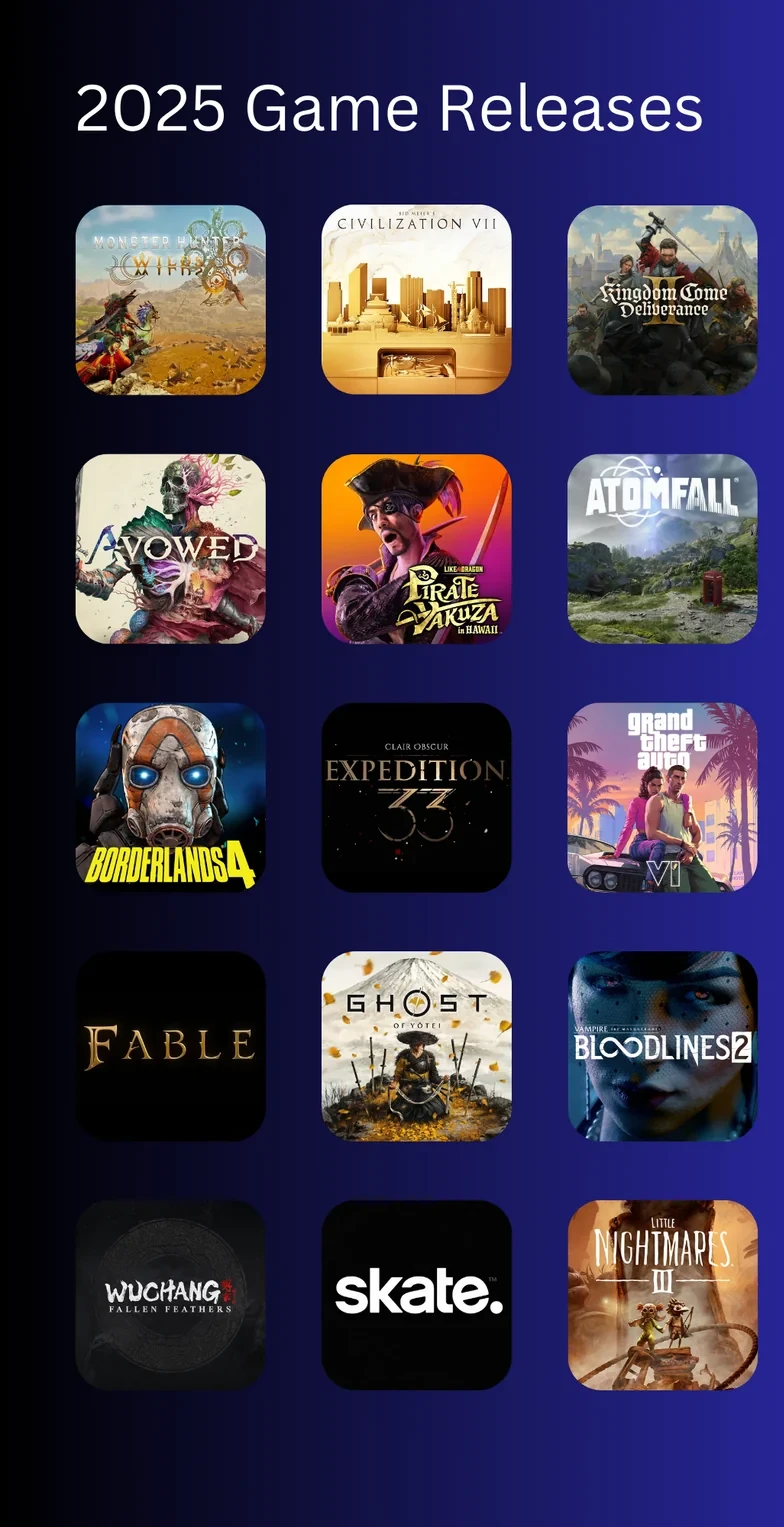 2025 Game Releases
MONSTER HUNTER
WILDS
SID MEIER'S
CIVILIZATION VII
Kingdom Come
II
Deliverance
AVOWED
LIKE A DRAGON
PIRATE
YAKUZA
in HAWAII
ATOMFALL
BORDERLANDS 4
CLAIR OBSCUR
EXPEDITION
33
grand
theft
auto
VI
FABLE
GHOST
OF YŌTEI
VAMPIRE THE MASQUERADE
BLOODLINES 2
WUCHANG
FALLEN FEATHERS
skate.™
LITTLE
NIGHTMARES
III